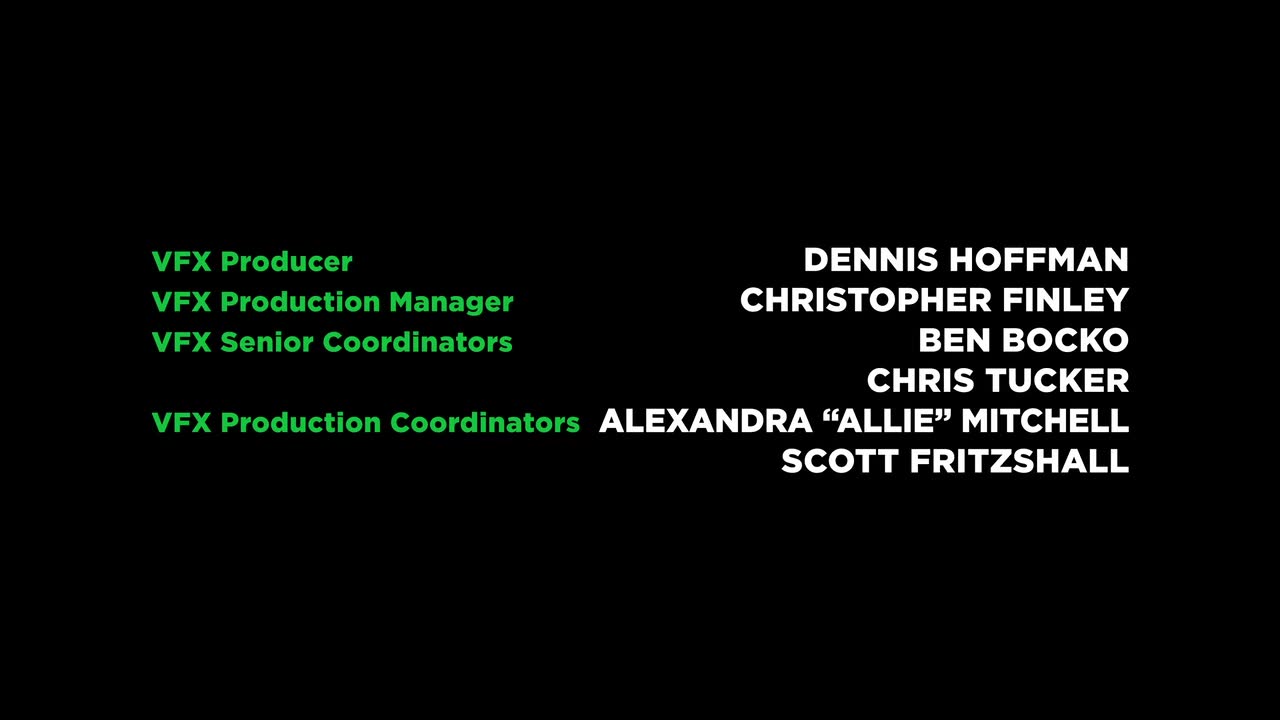 VFX Producer DENNIS HOFFMAN
VFX Production Manager CHRISTOPHER FINLEY
VFX Senior Coordinators BEN BOCKO
CHRIS TUCKER
VFX Production Coordinators ALEXANDRA “ALLIE” MITCHELL
SCOTT FRITZSHALL